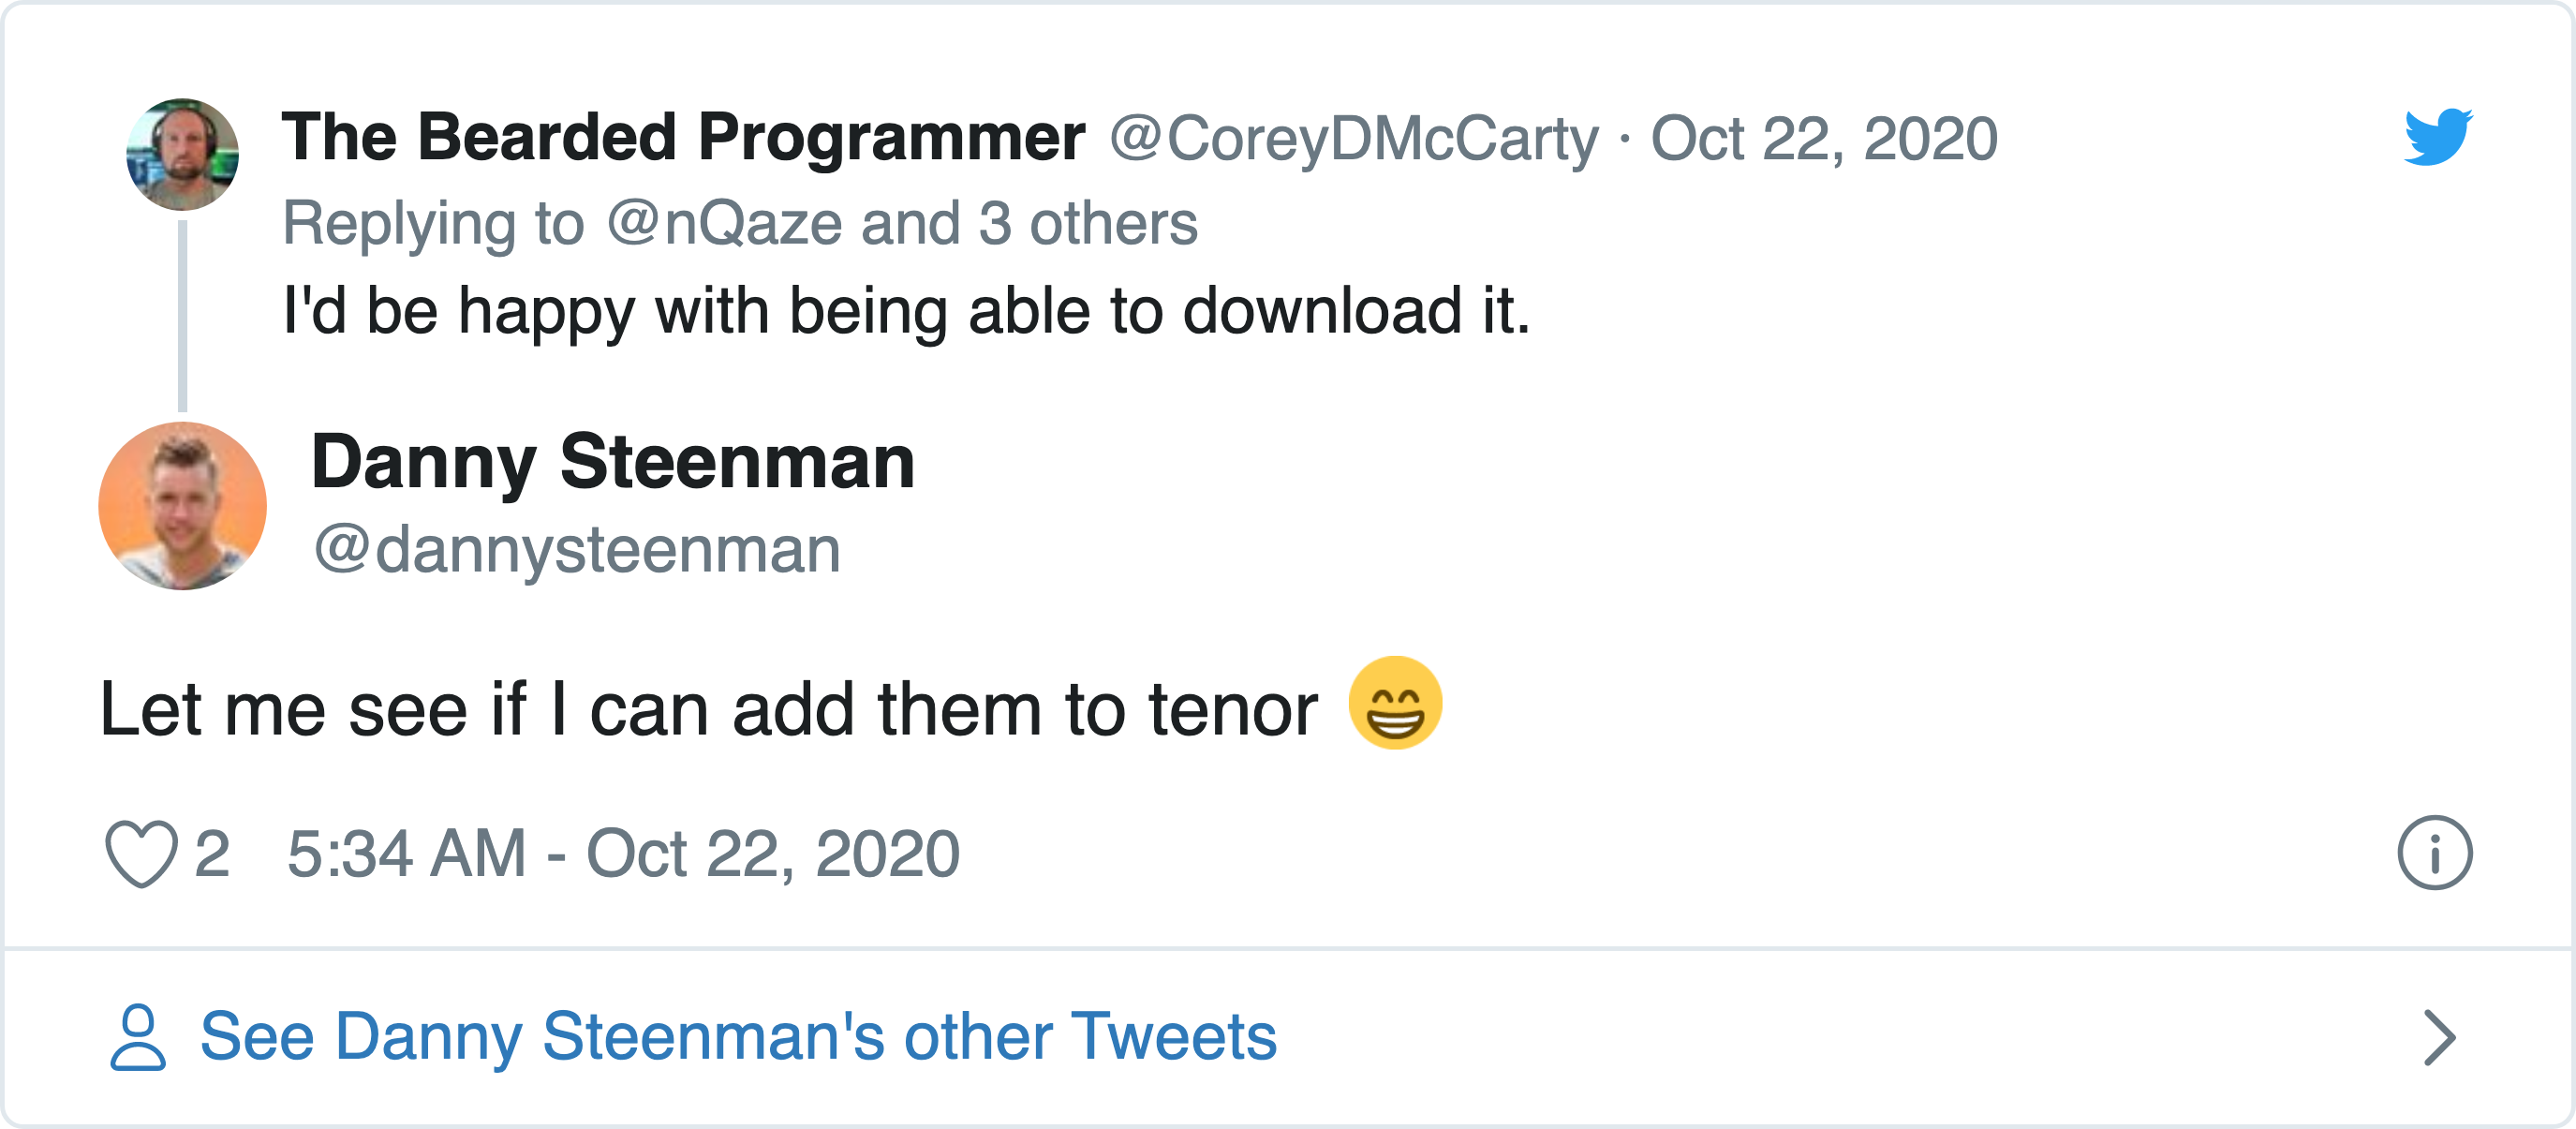 The Bearded Programmer @CoreyDMcCarty · Oct 22, 2020
Replying to @nQaze and 3 others
I'd be happy with being able to download it.
Danny Steenman
@dannysteenman
Let me see if I can add them to tenor 😁
2 5:34 AM - Oct 22, 2020
See Danny Steenman's other Tweets